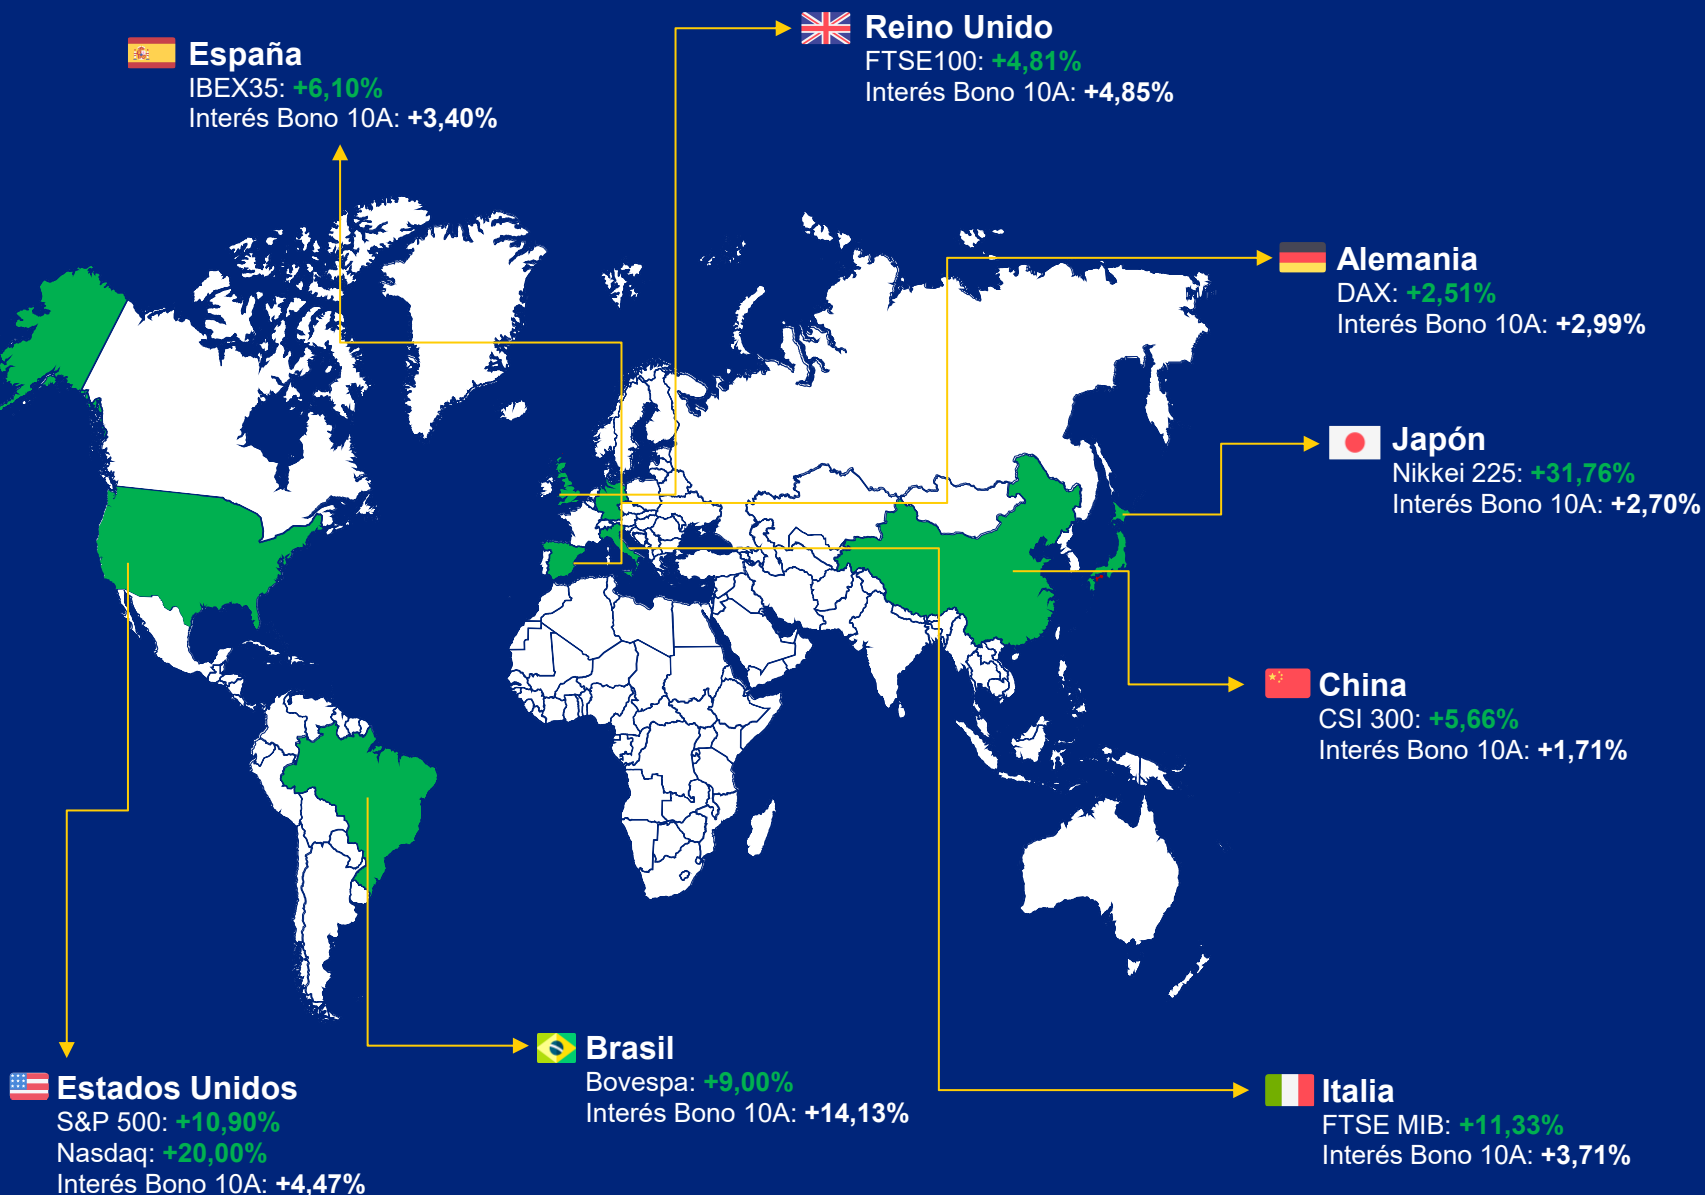 España
IBEX35: +6,10%
Interés Bono 10A: +3,40%
Reino Unido
FTSE100: +4,81%
Interés Bono 10A: +4,85%
Alemania
DAX: +2,51%
Interés Bono 10A: +2,99%
Japón
Nikkei 225: +31,76%
Interés Bono 10A: +2,70%
China
CSI 300: +5,66%
Interés Bono 10A: +1,71%
Brasil
Bovespa: +9,00%
Interés Bono 10A: +14,13%
Estados Unidos
S&P 500: +10,90%
Nasdaq: +20,00%
Interés Bono 10A: +4,47%
Italia
FTSE MIB: +11,33%
Interés Bono 10A: +3,71%